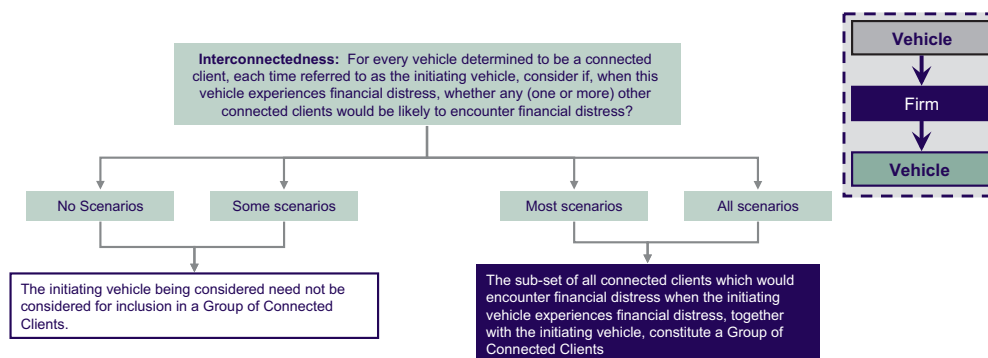 Interconnectedness: For every vehicle determined to be a connected
client, each time referred to as the initiating vehicle, consider if, when this
vehicle experiences financial distress, whether any (one or more) other
connected clients would be likely to encounter financial distress?
Vehicle
Firm
Vehicle
No Scenarios
Some scenarios
Most scenarios
All scenarios
The initiating vehicle being considered need not be
considered for inclusion in a Group of Connected
Clients.
The sub-set of all connected clients which would
encounter financial distress when the initiating
vehicle experiences financial distress, together
with the initiating vehicle, constitute a Group of
Connected Clients